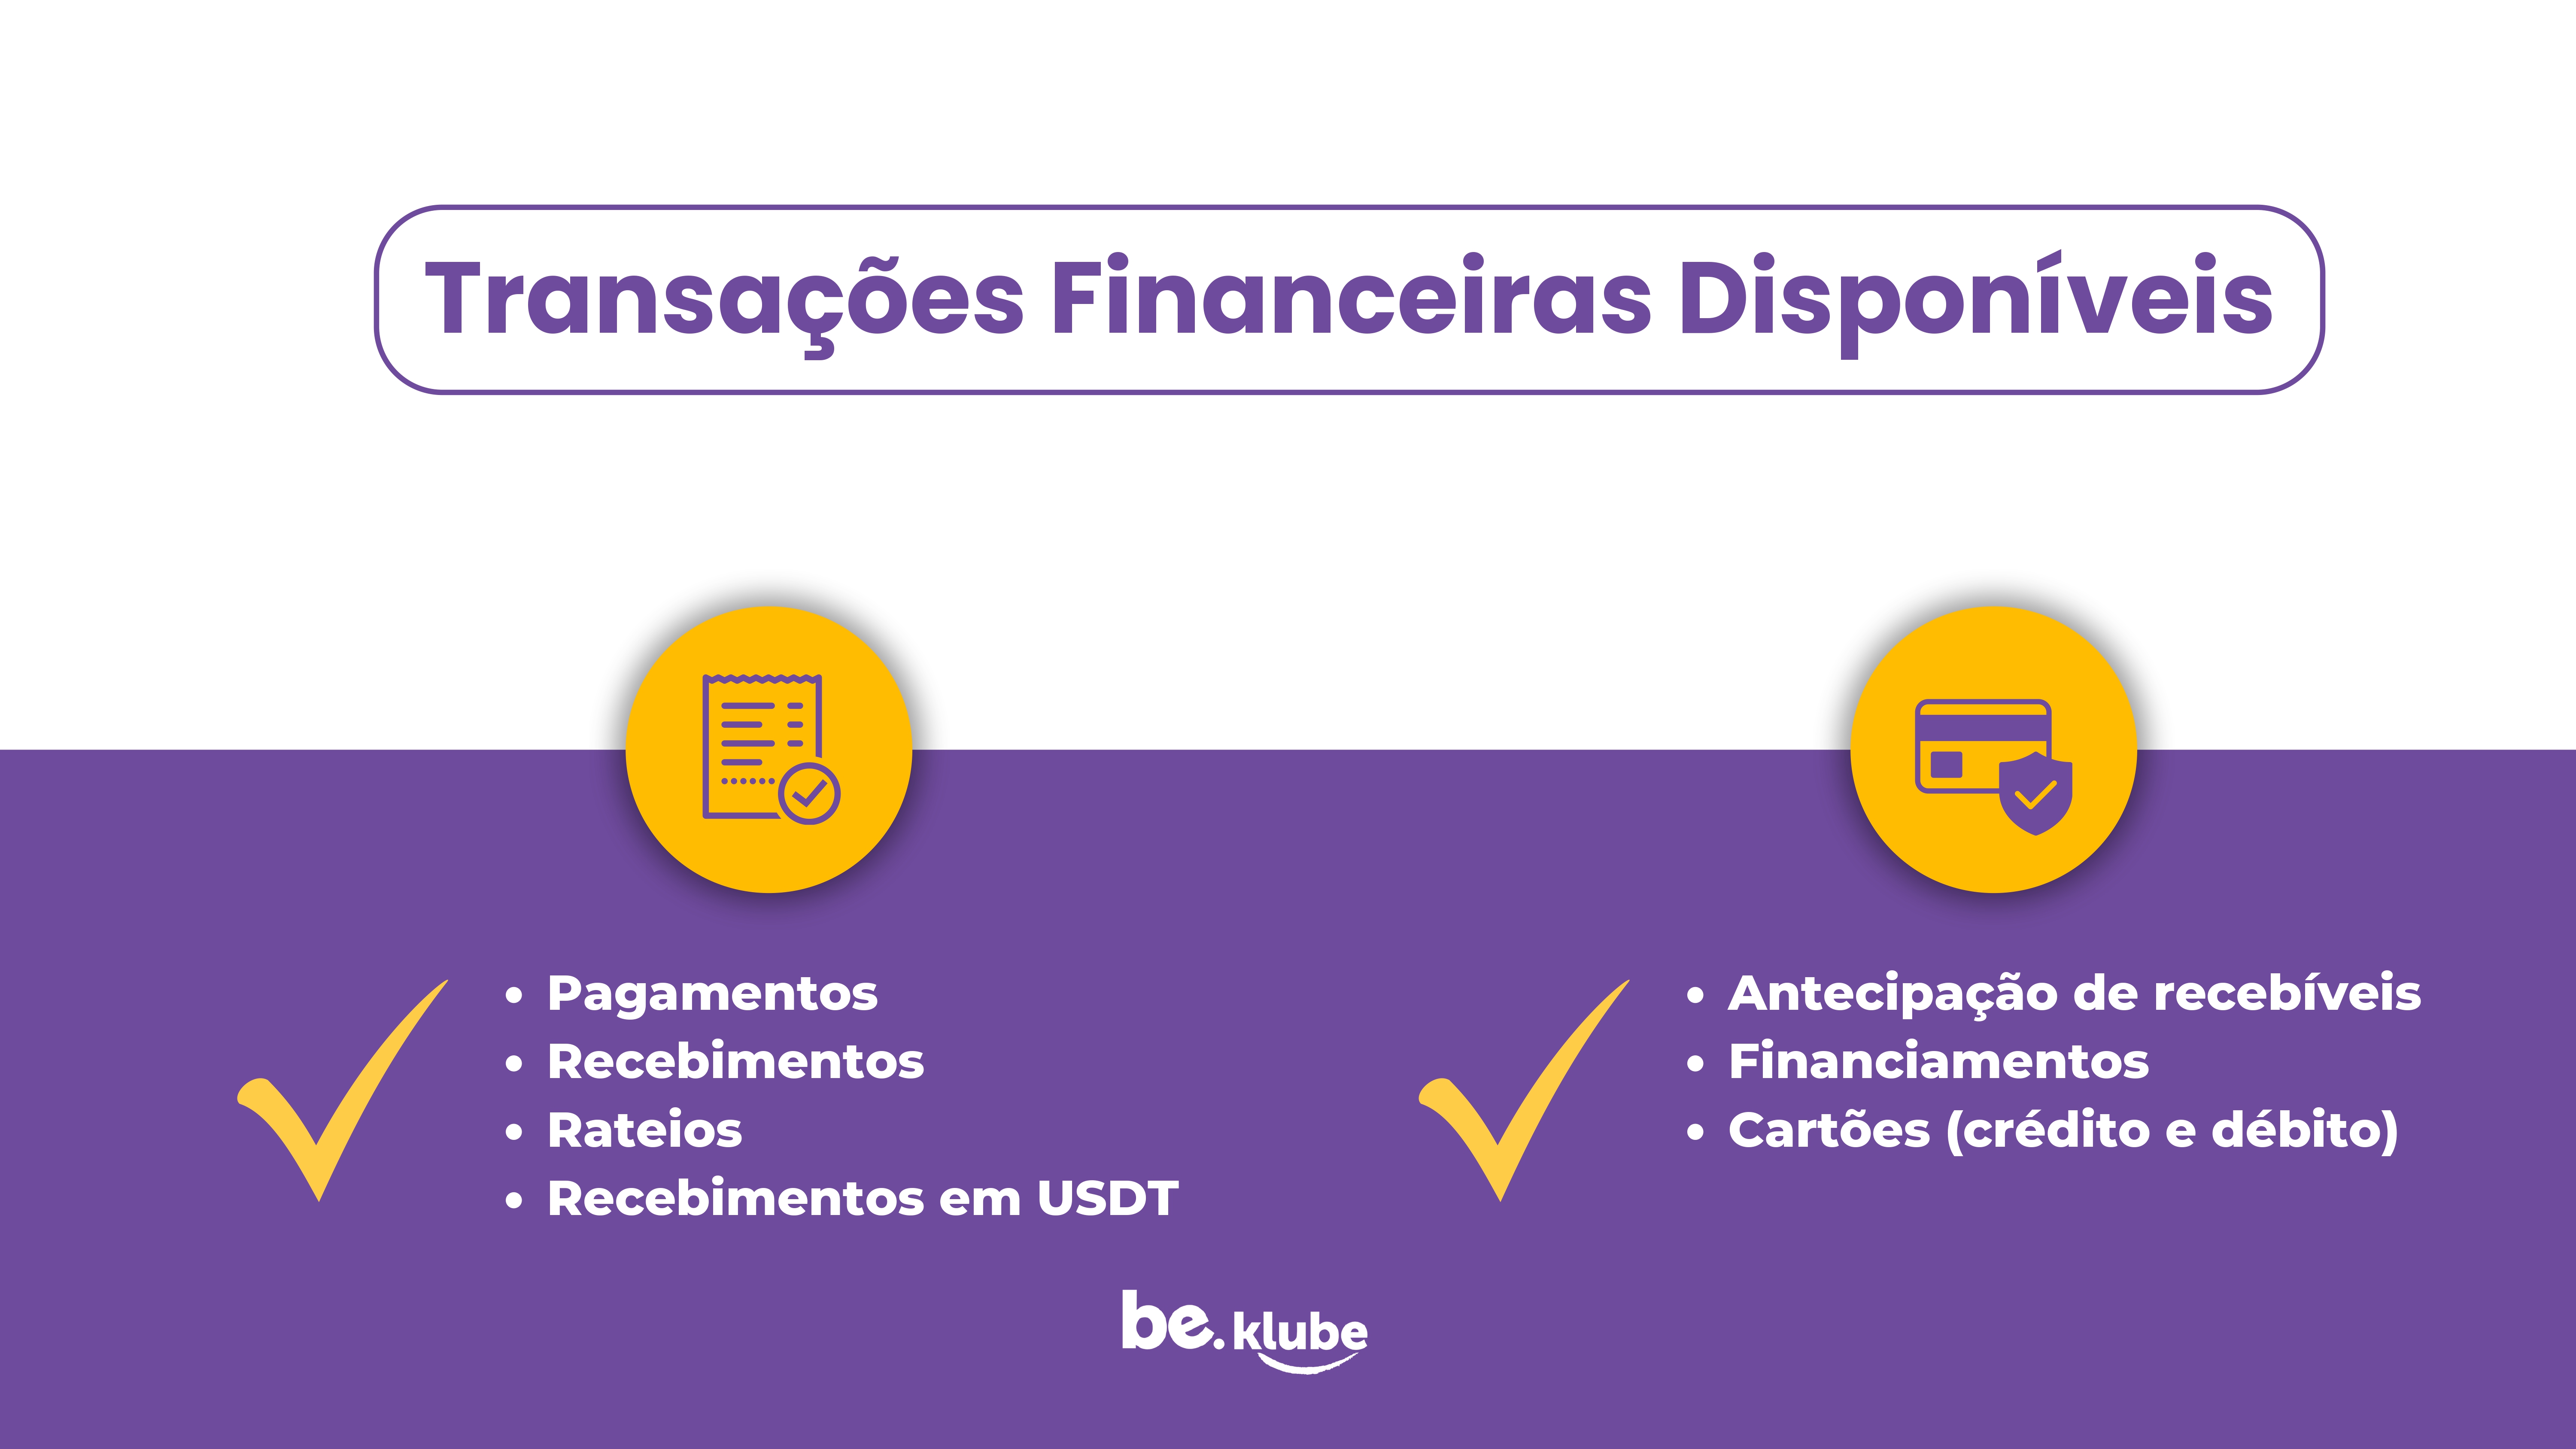 Transações Financeiras Disponíveis
• Pagamentos
• Recebimentos
• Rateios
• Recebimentos em USDT
• Antecipação de recebíveis
• Financiamentos
• Cartões (crédito e débito)
be.klube